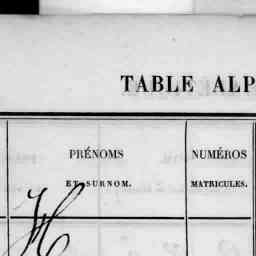 TABLE ALP
PRÉNOMS
ET SURNOM.
NUMÉROS
MATRICULES.
H